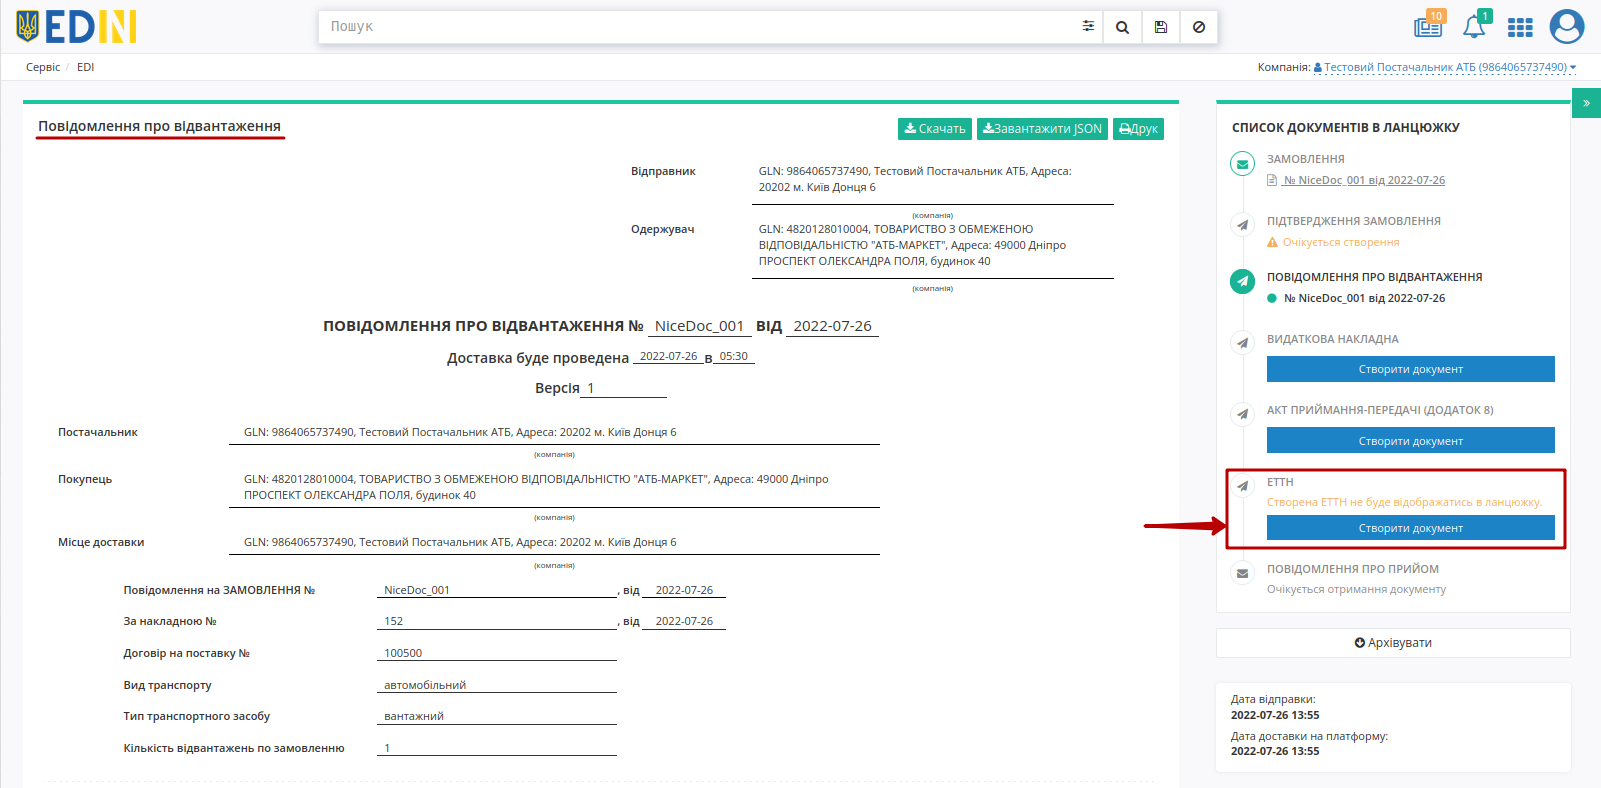 EDIN
Пошук
10
1
Сервіс / EDI
Компанія: Тестовий Постачальник АТБ (9864065737490)
»
Повідомлення про відвантаження
Скачать
Завантажити JSON
Друк
Відправник
GLN: 9864065737490, Тестовий Постачальник АТБ, Адреса:
20202 м. Київ Донця 6
(компанія)
Одержувач
GLN: 4820128010004, ТОВАРИСТВО З ОБМЕЖЕНОЮ
ВІДПОВІДАЛЬНІСТЮ "АТБ-МАРКЕТ", Адреса: 49000 Дніпро
ПРОСПЕКТ ОЛЕКСАНДРА ПОЛЯ, будинок 40
(компанія)
ПОВІДОМЛЕННЯ ПРО ВІДВАНТАЖЕННЯ № NiceDoc_001 ВІД 2022-07-26
Доставка буде проведена 2022-07-26 в 05:30
Версія 1
Постачальник GLN: 9864065737490, Тестовий Постачальник АТБ, Адреса: 20202 м. Київ Донця 6
(компанія)
Покупець GLN: 4820128010004, ТОВАРИСТВО З ОБМЕЖЕНОЮ ВІДПОВІДАЛЬНІСТЮ "АТБ-МАРКЕТ", Адреса: 49000 Дніпро
ПРОСПЕКТ ОЛЕКСАНДРА ПОЛЯ, будинок 40
(компанія)
Місце доставки GLN: 9864065737490, Тестовий Постачальник АТБ, Адреса: 20202 м. Київ Донця 6
(компанія)
Повідомлення на ЗАМОВЛЕННЯ № NiceDoc_001 , від 2022-07-26
За накладною № 152 , від 2022-07-26
Договір на поставку № 100500
Вид транспорту автомобільний
Тип транспортного засобу вантажний
Кількість відвантажень по замовленню 1
СПИСОК ДОКУМЕНТІВ В ЛАНЦЮЖКУ
ЗАМОВЛЕННЯ
№ NiceDoc_001 від 2022-07-26
ПІДТВЕРДЖЕННЯ ЗАМОВЛЕННЯ
Очікується створення
ПОВІДОМЛЕННЯ ПРО ВІДВАНТАЖЕННЯ
№ NiceDoc_001 від 2022-07-26
ВИДАТКОВА НАКЛАДНА
Створити документ
АКТ ПРИЙМАННЯ-ПЕРЕДАЧІ (ДОДАТОК 8)
Створити документ
ЕТТН
Створена ЕТТН не буде відображатись в ланцюжку.
Створити документ
ПОВІДОМЛЕННЯ ПРО ПРИЙОМ
Очікується отримання документу
Архівувати
Дата відправки:
2022-07-26 13:55
Дата доставки на платформу:
2022-07-26 13:55